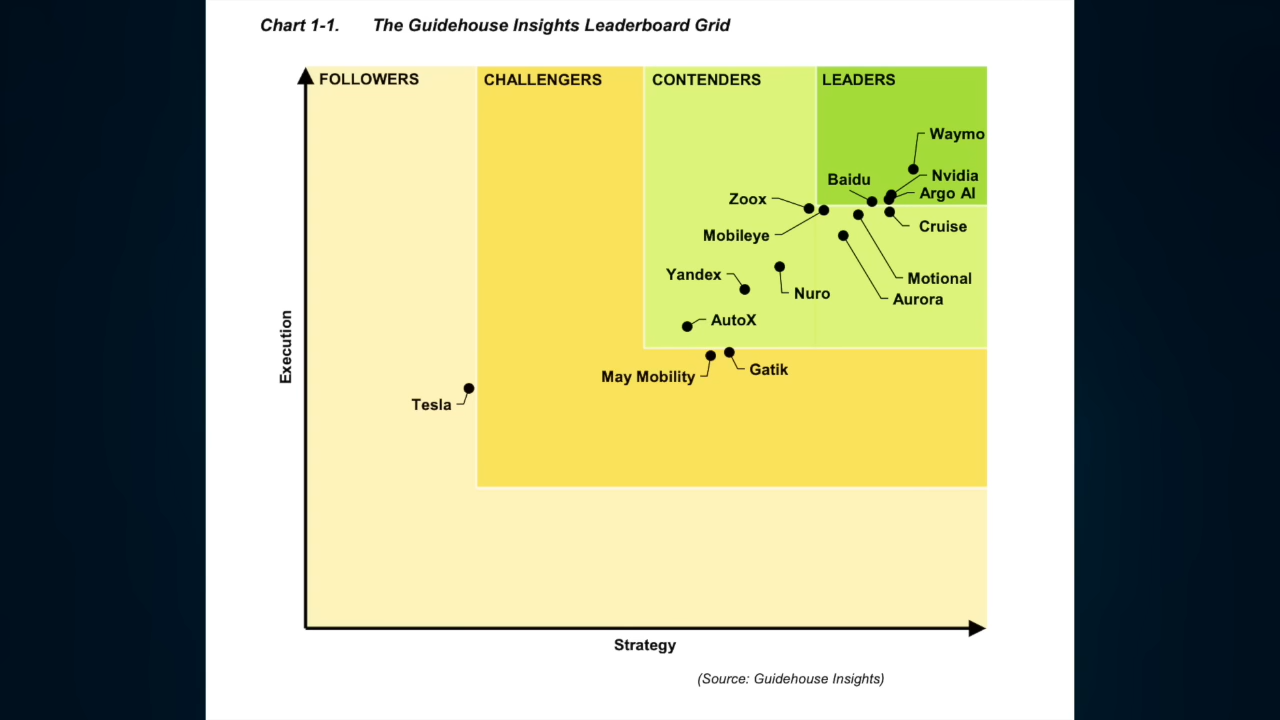 Chart 1-1. The Guidehouse Insights Leaderboard Grid
FOLLOWERS
CHALLENGERS
CONTENDERS
LEADERS
Waymo
Nvidia
Baidu
Argo AI
Zoox
Cruise
Mobileye
Yandex
Motional
Nuro
Aurora
AutoX
Gatik
May Mobility
Tesla
Execution
Strategy
(Source: Guidehouse Insights)